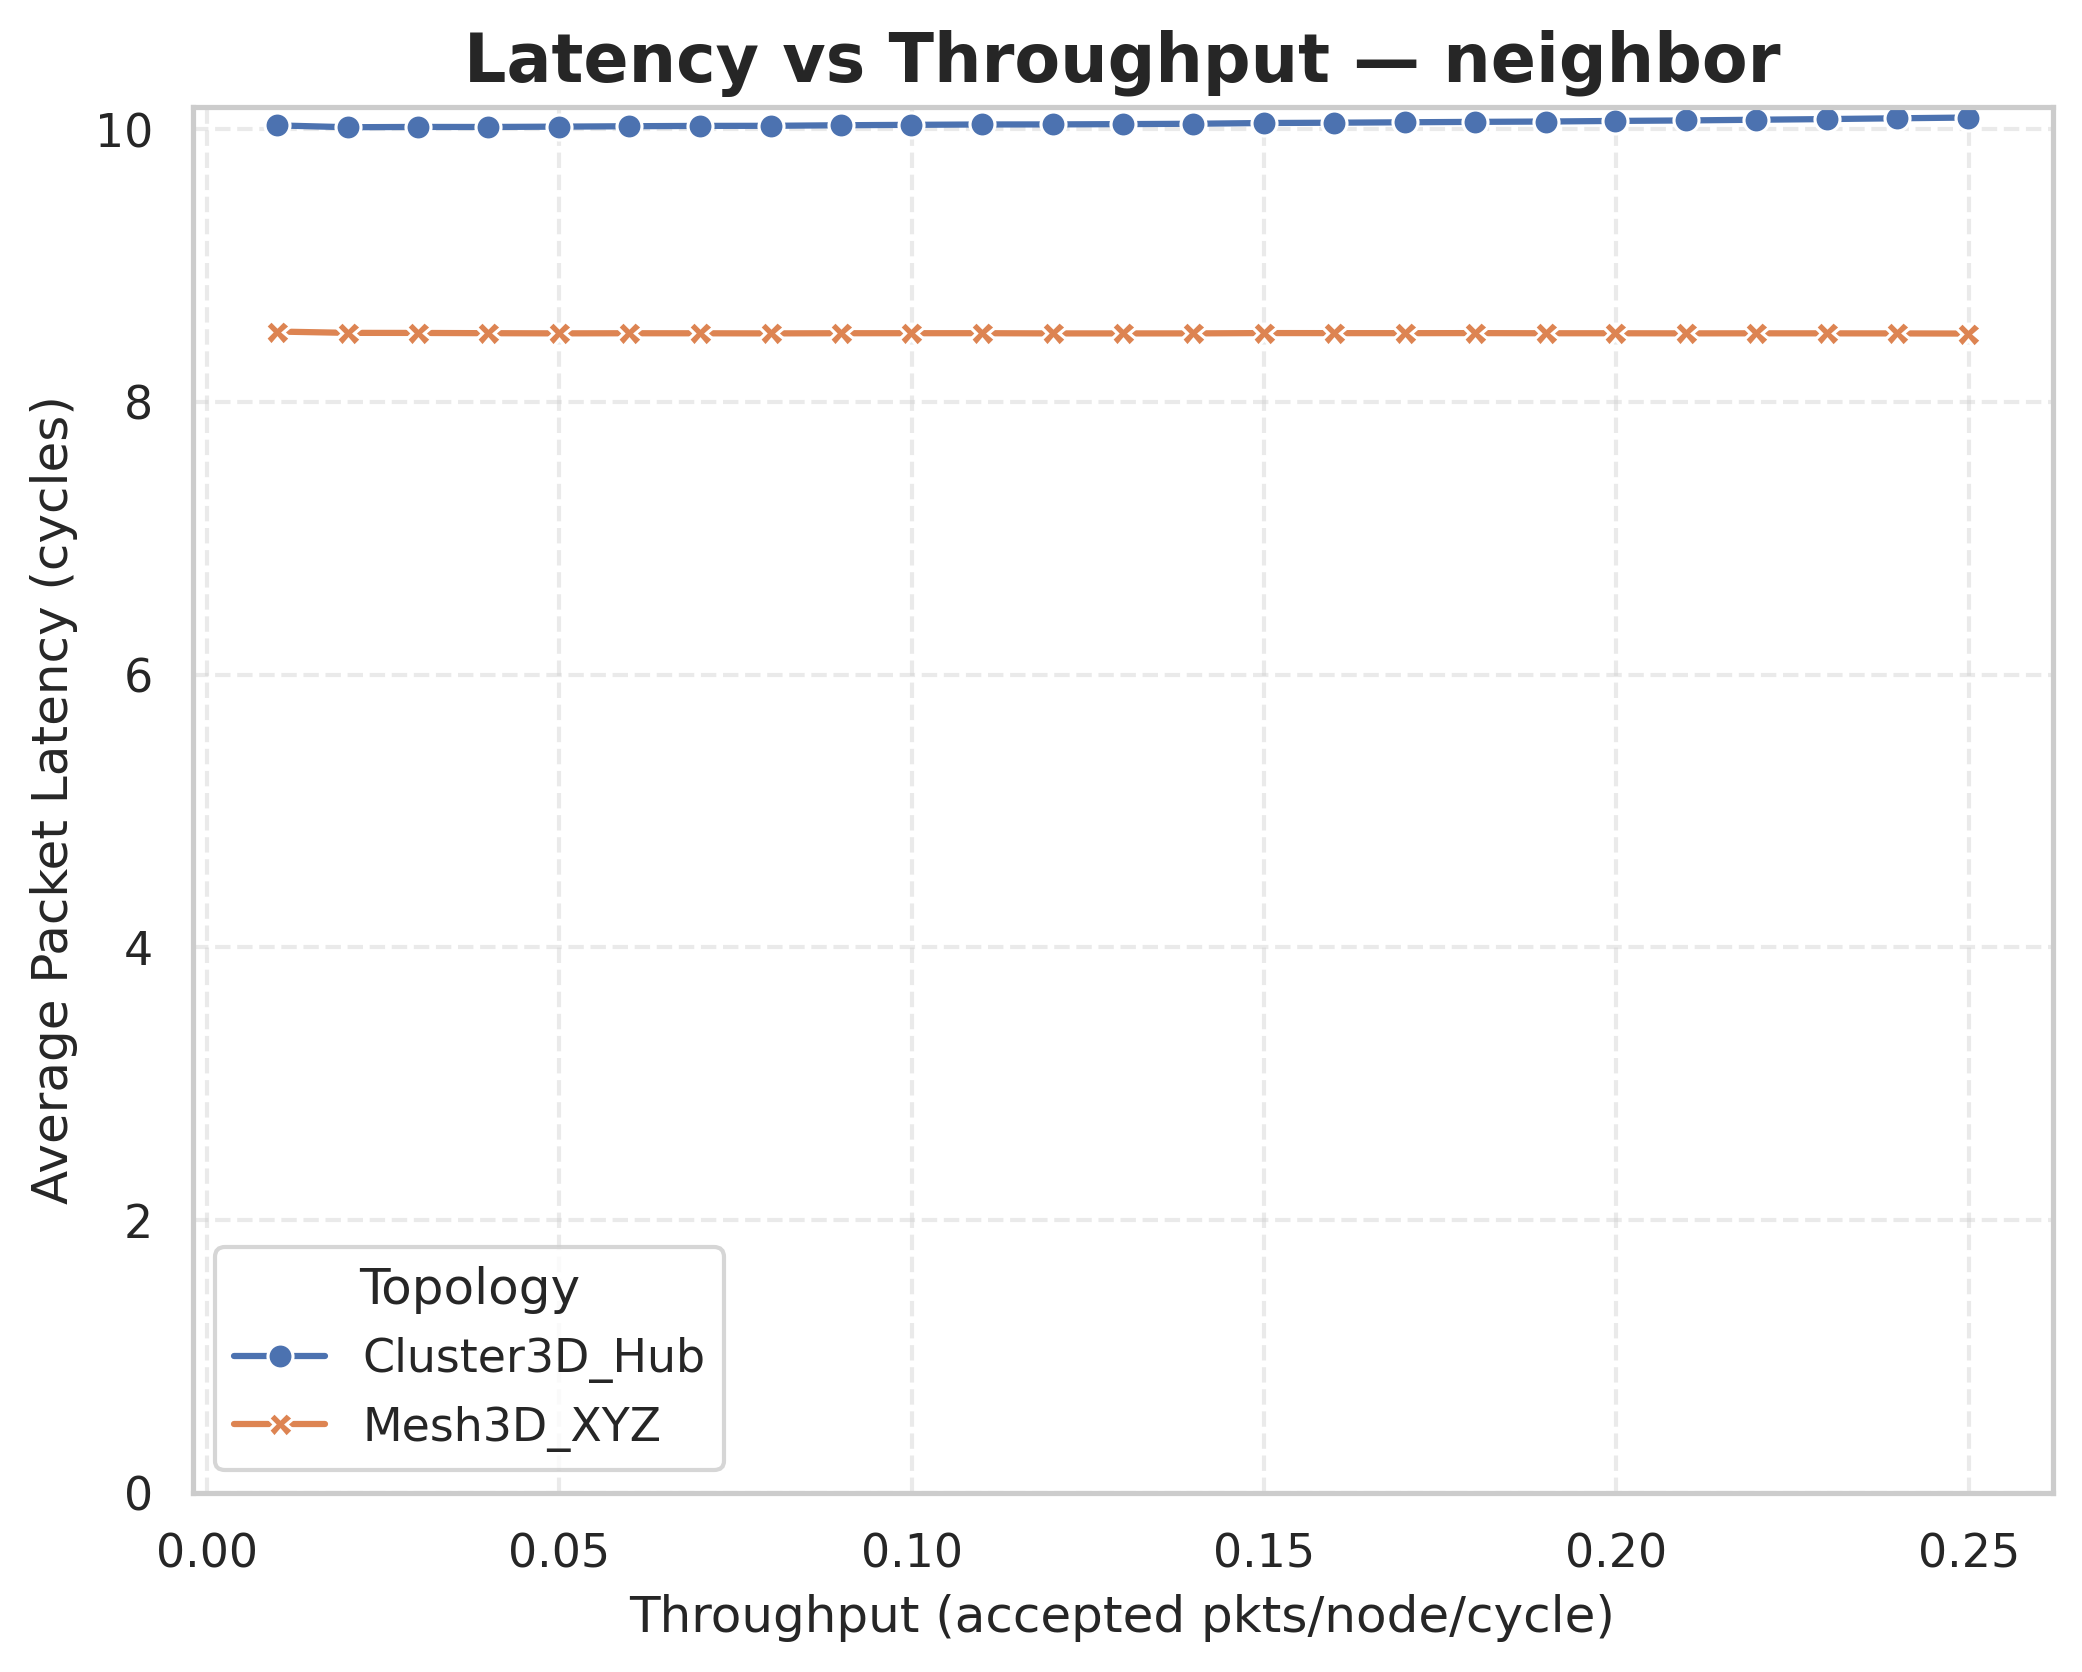 Latency vs Throughput — neighbor
10
8
6
4
2
0
Average Packet Latency (cycles)
Topology
Cluster3D_Hub
Mesh3D_XYZ
0.00 0.05 0.10 0.15 0.20 0.25
Throughput (accepted pkts/node/cycle)